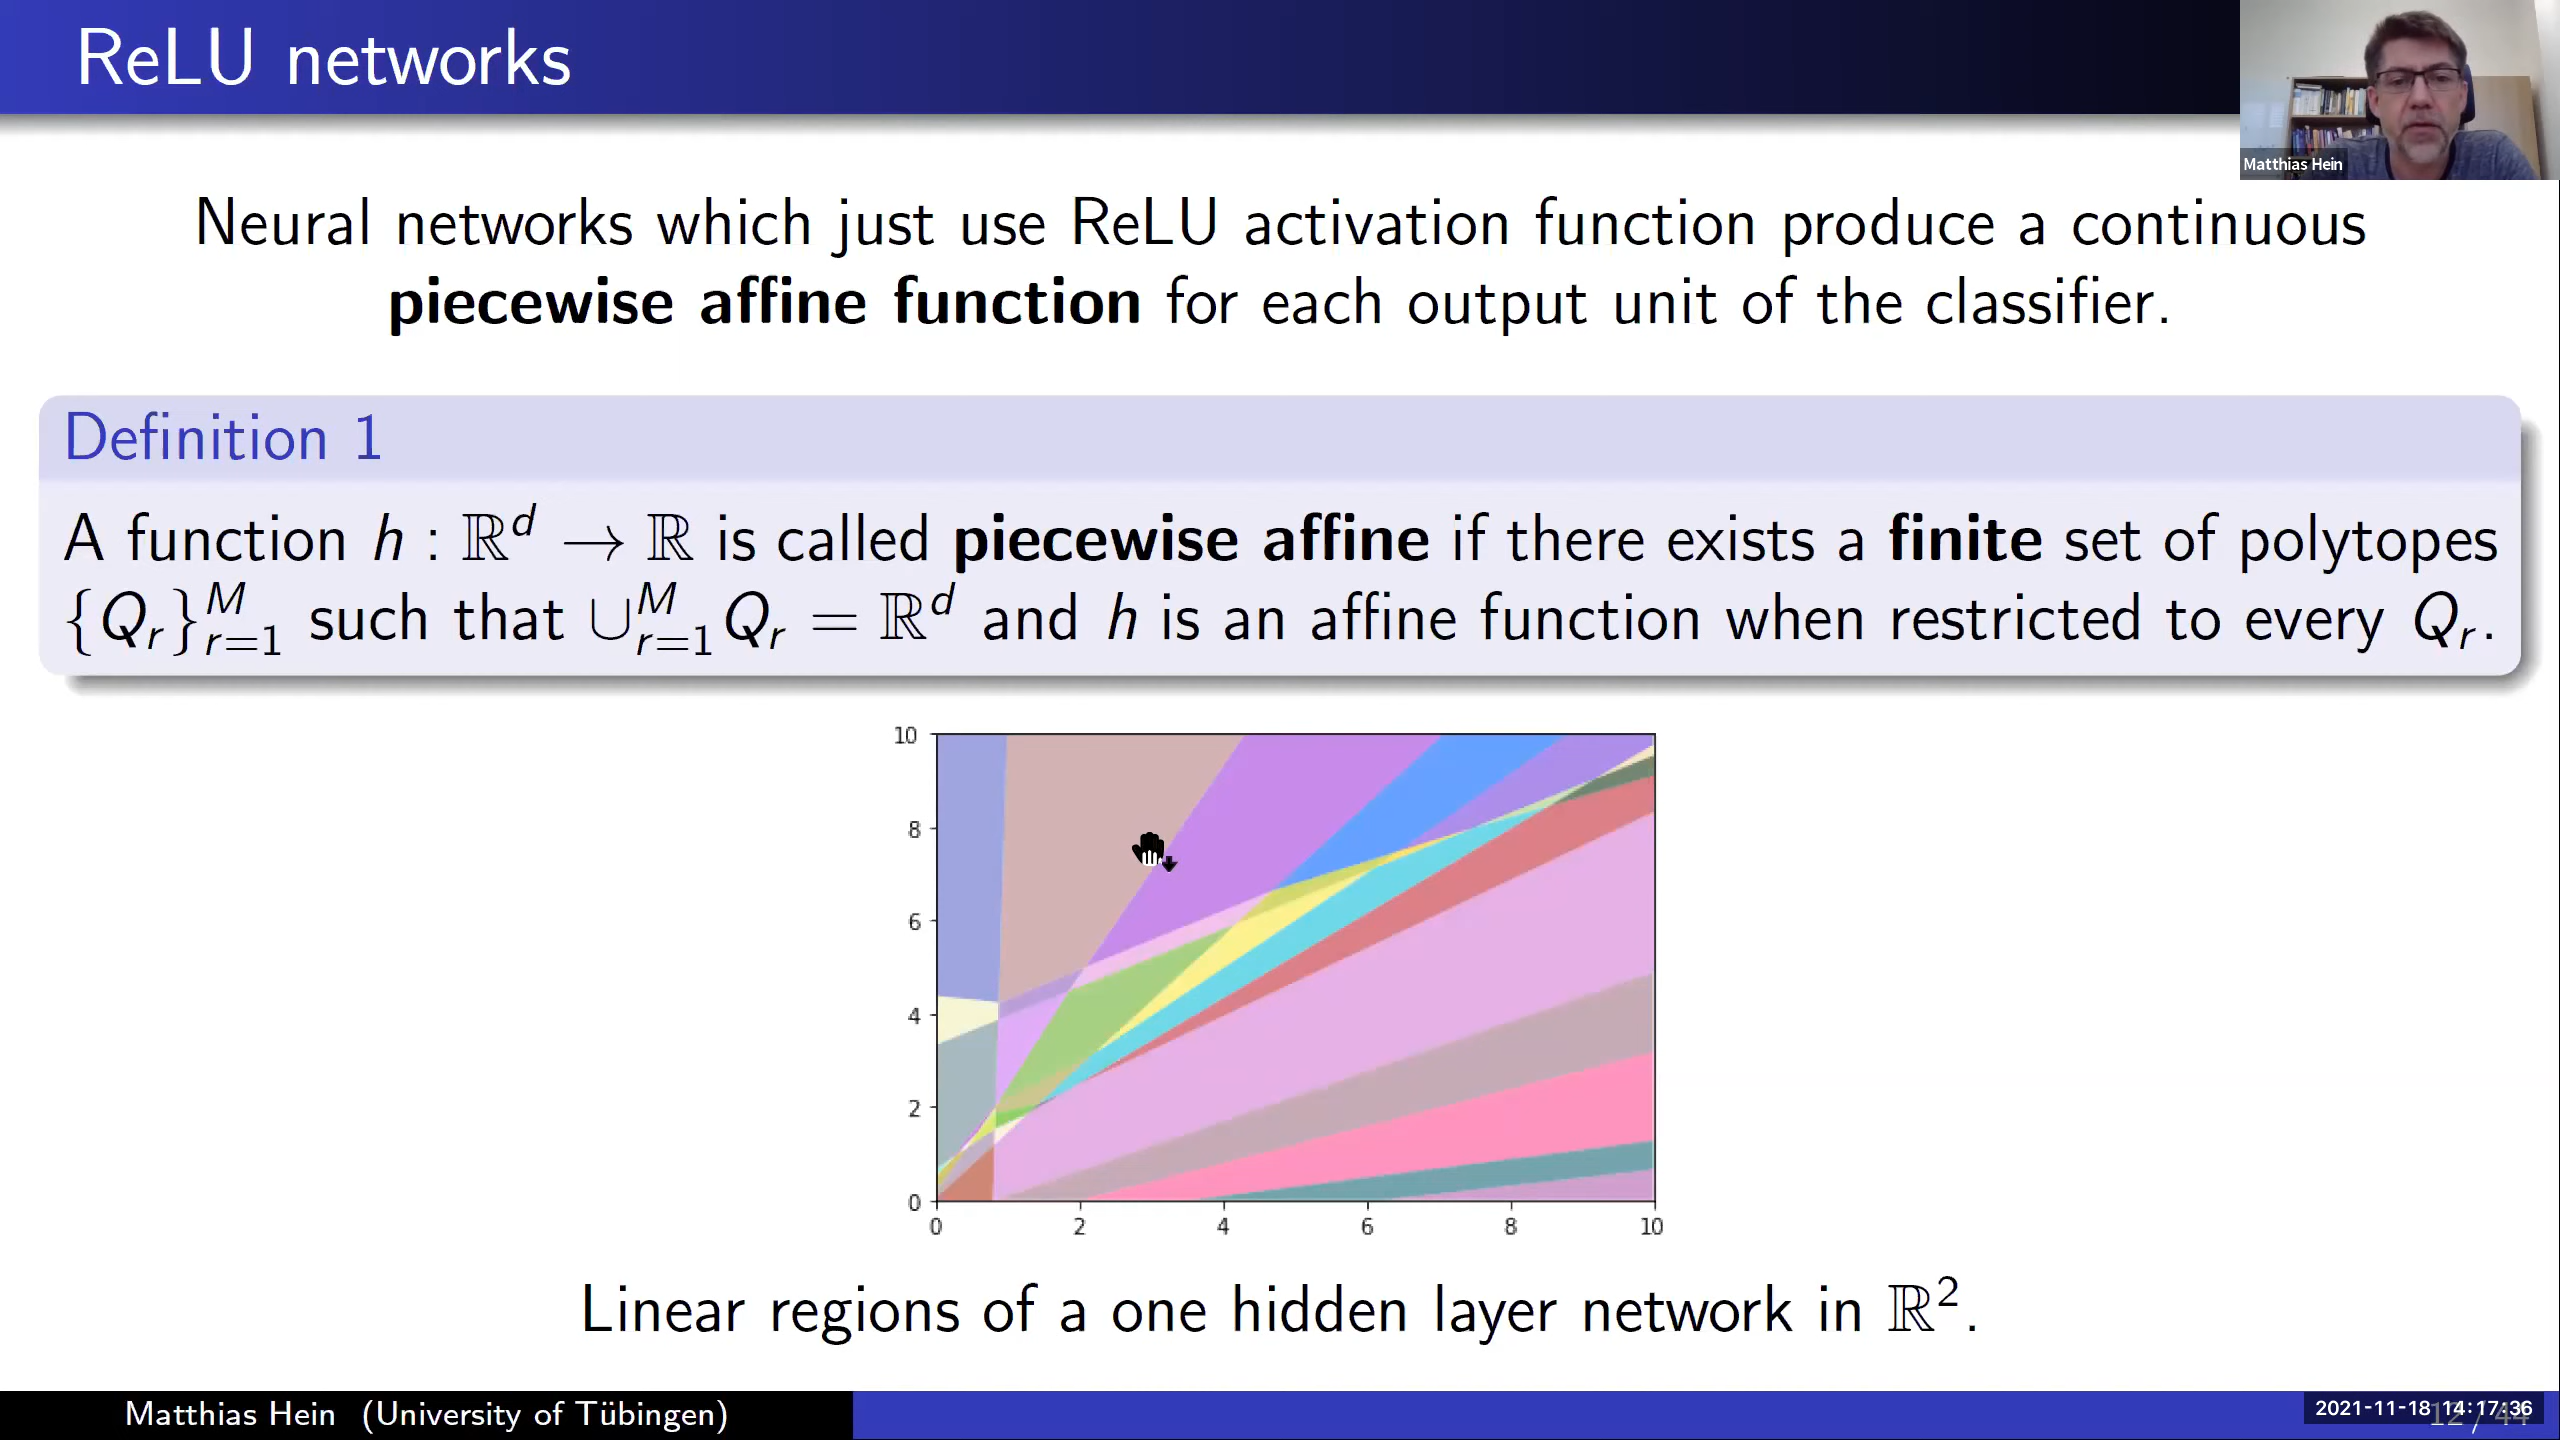 ReLU networks
Matthias Hein
Neural networks which just use ReLU activation function produce a continuous
piecewise affine function for each output unit of the classifier.
Definition 1
A function h : ℝ^d → ℝ is called piecewise affine if there exists a finite set of polytopes
{Q_r}_{r=1}^M such that ∪_{r=1}^M Q_r = ℝ^d and h is an affine function when restricted to every Q_r.
10
8
6
4
2
0
0 2 4 6 8 10
Linear regions of a one hidden layer network in ℝ².
Matthias Hein (University of Tübingen)
2021-11-18 14:17:36
12 / 44